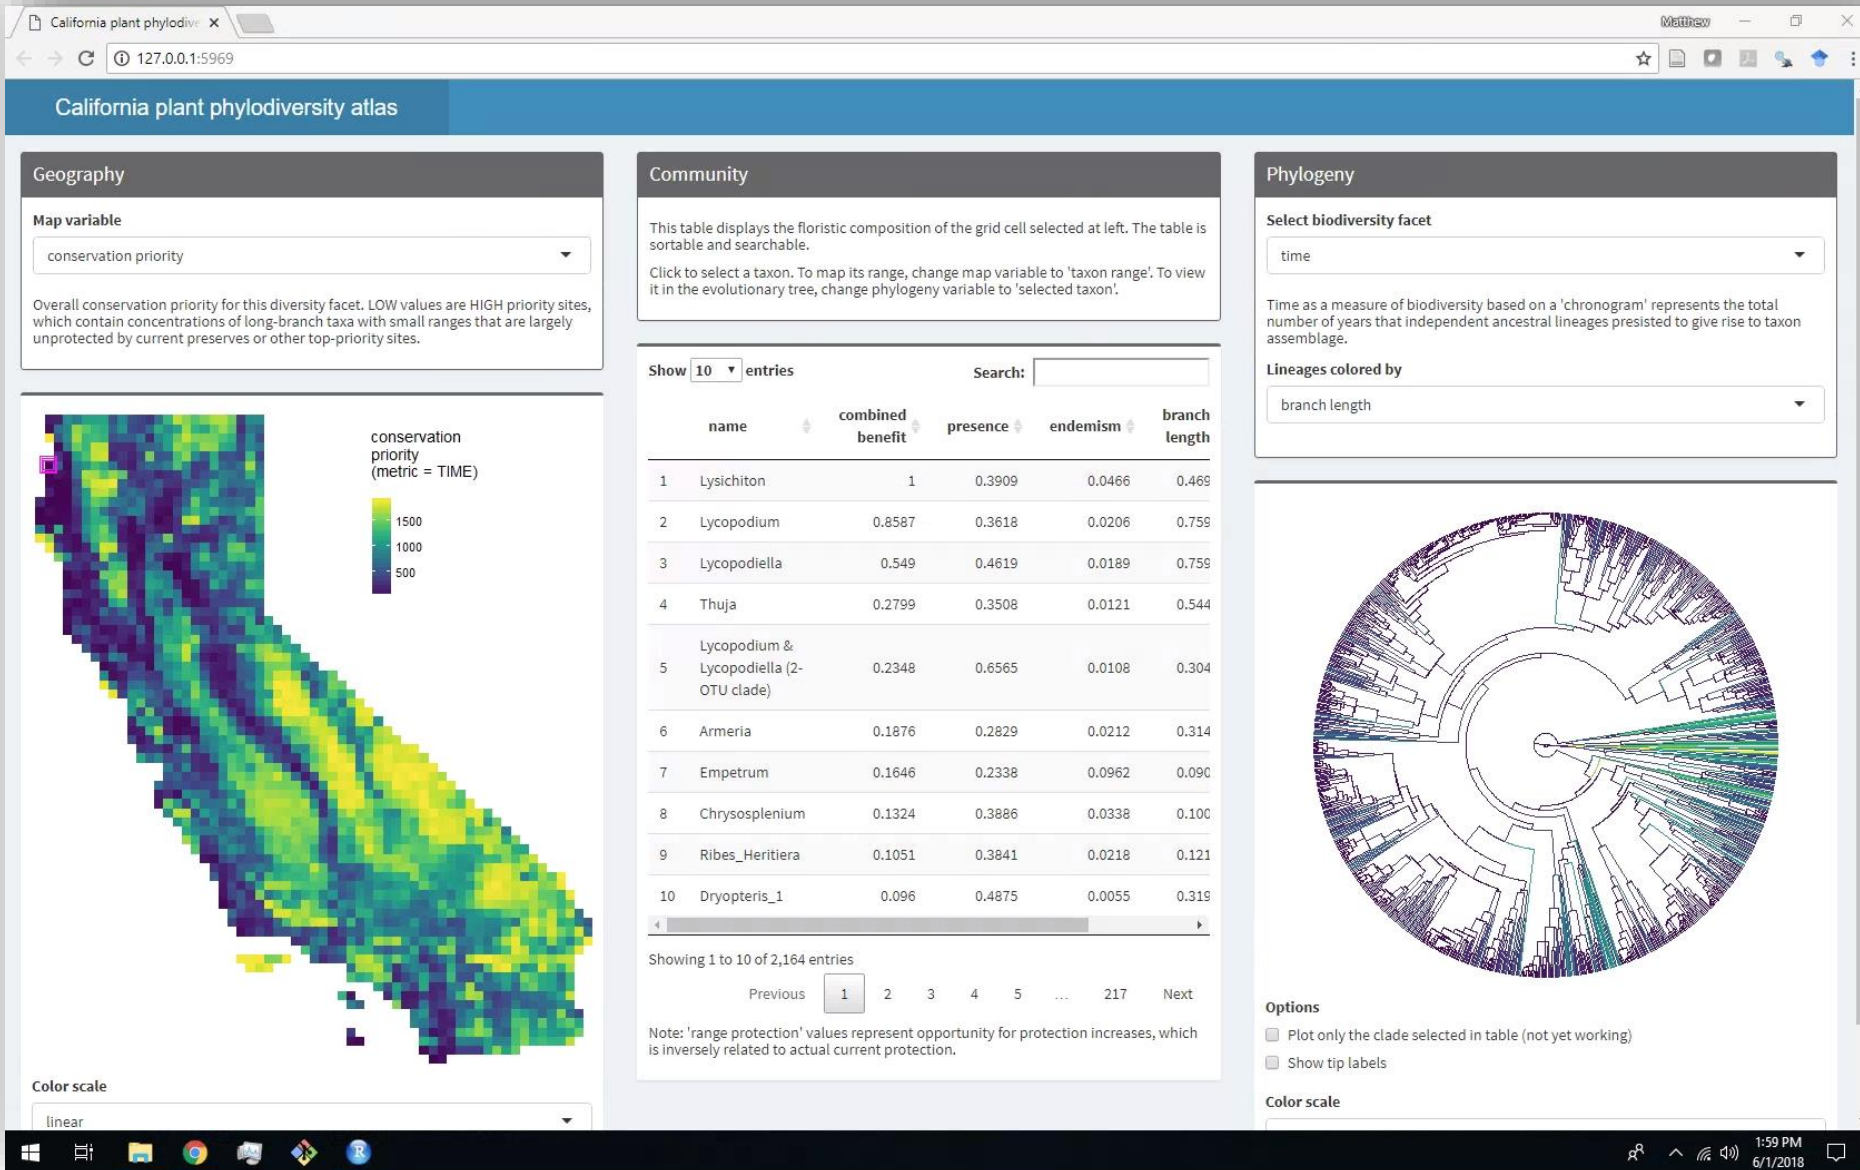 California plant phylodive
Matthew
127.0.0.1:5969
California plant phylodiversity atlas
Geography
Map variable
conservation priority
Overall conservation priority for this diversity facet. LOW values are HIGH priority sites,
which contain concentrations of long-branch taxa with small ranges that are largely
unprotected by current preserves or other top-priority sites.
conservation
priority
(metric = TIME)
1500
1000
500
Color scale
linear
Community
This table displays the floristic composition of the grid cell selected at left. The table is
sortable and searchable.
Click to select a taxon. To map its range, change map variable to 'taxon range'. To view
it in the evolutionary tree, change phylogeny variable to 'selected taxon'.
Show 10 entries Search:
name combined benefit presence endemism branch length
1 Lysichiton 1 0.3909 0.0466 0.469
2 Lycopodium 0.8587 0.3618 0.0206 0.759
3 Lycopodiella 0.549 0.4619 0.0189 0.759
4 Thuja 0.2799 0.3508 0.0121 0.544
Lycopodium &
5 Lycopodiella (2- 0.2348 0.6565 0.0108 0.304
OTU clade)
6 Armeria 0.1876 0.2829 0.0212 0.314
7 Empetrum 0.1646 0.2338 0.0962 0.090
8 Chrysosplenium 0.1324 0.3886 0.0338 0.100
9 Ribes_Heritiera 0.1051 0.3841 0.0218 0.121
10 Dryopteris_1 0.096 0.4875 0.0055 0.319
Showing 1 to 10 of 2,164 entries
Previous 1 2 3 4 5 … 217 Next
Note: 'range protection' values represent opportunity for protection increases, which
is inversely related to actual current protection.
Phylogeny
Select biodiversity facet
time
Time as a measure of biodiversity based on a 'chronogram' represents the total
number of years that independent ancestral lineages presisted to give rise to taxon
assemblage.
Lineages colored by
branch length
Options
Plot only the clade selected in table (not yet working)
Show tip labels
Color scale
R
1:59 PM
6/1/2018